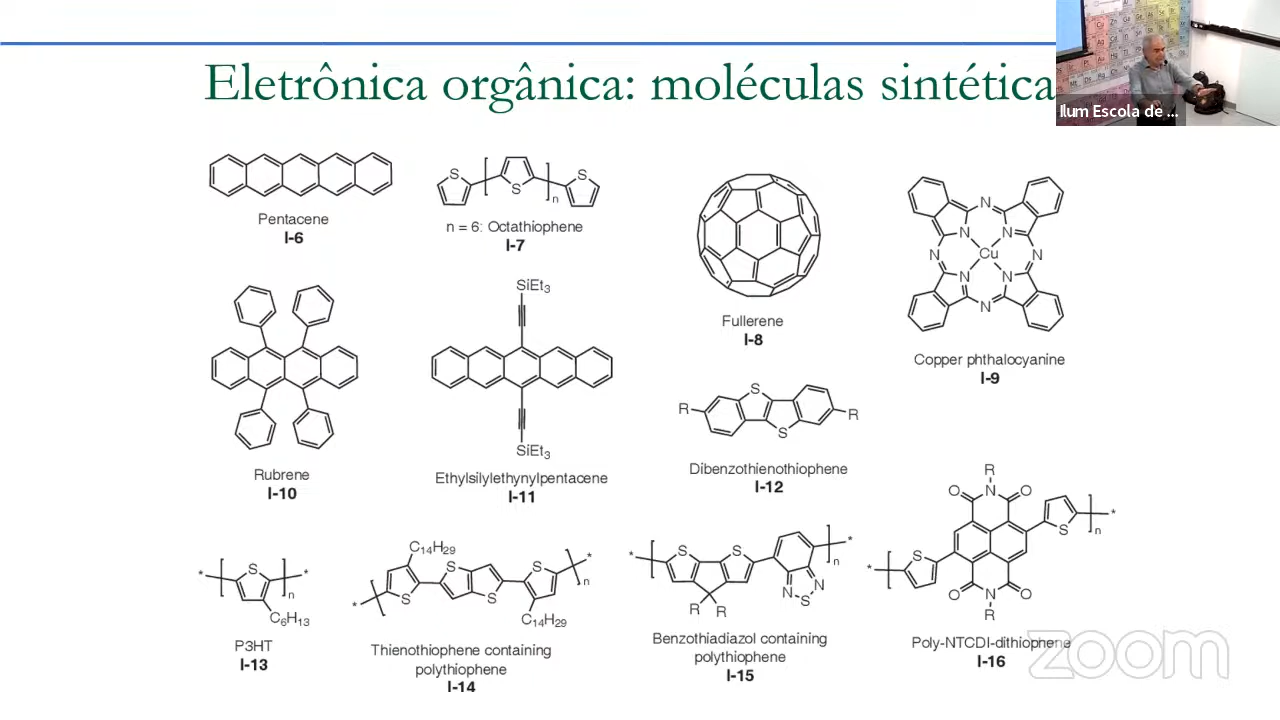 Eletrônica orgânica: moléculas sintética
Ilum Escola de ...
Pentacene
I-6
S
S
S
n
n = 6: Octathiophene
I-7
Fullerene
I-8
N
N
N
N
Cu
N
N
N
N
Copper phthalocyanine
I-9
Rubrene
I-10
SiEt3
SiEt3
Ethylsilylethynylpentacene
I-11
R
S
S
R
Dibenzothienothiophene
I-12
*
S
*
n
C6H13
P3HT
I-13
C14H29
*
S
S
S
S
*
n
C14H29
Thienothiophene containing
polythiophene
I-14
*
S
S
*
n
R
R
N
S
N
Benzothiadiazol containing
polythiophene
I-15
R
O
N
O
S
*
n
*
S
O
N
O
R
Poly-NTCDI-dithiophene
I-16
zoom